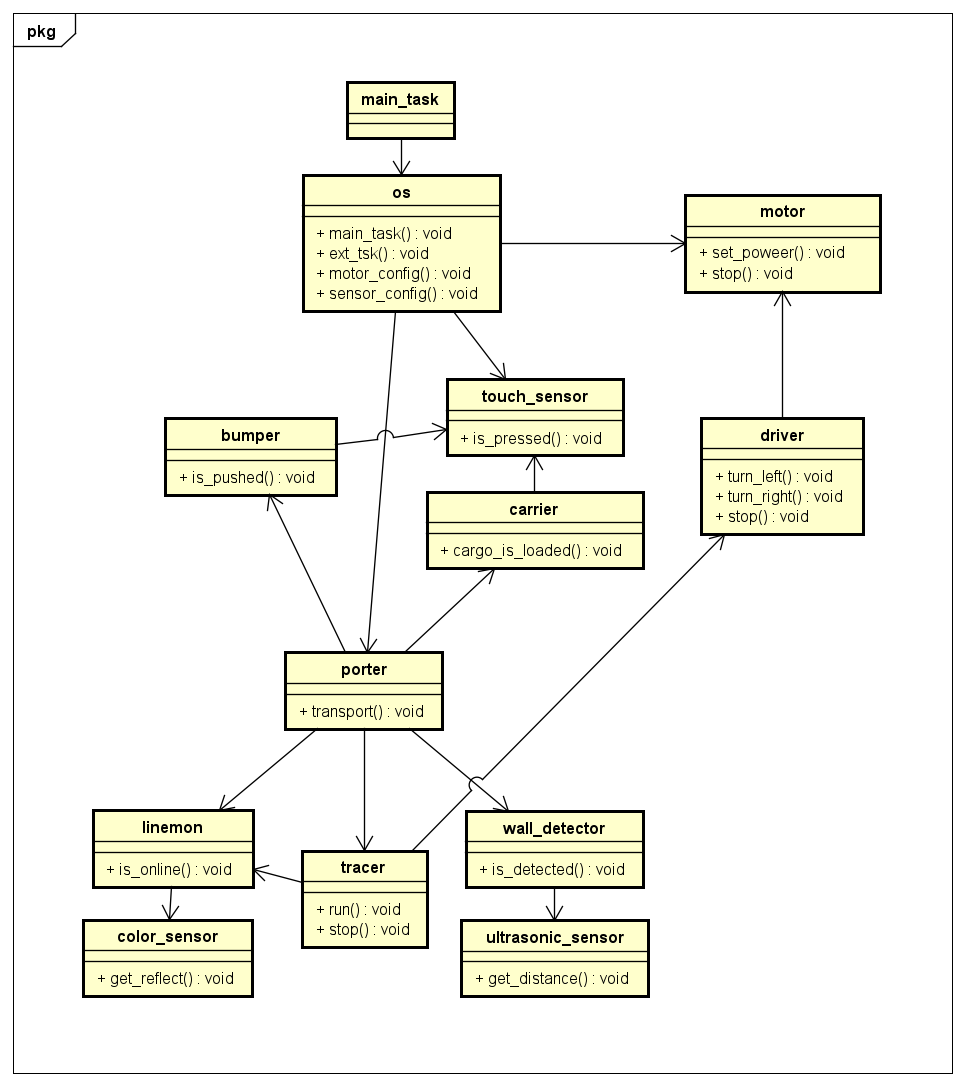 pkg
main_task
os
+ main_task() : void
+ ext_tsk() : void
+ motor_config() : void
+ sensor_config() : void
motor
+ set_poweer() : void
+ stop() : void
touch_sensor
+ is_pressed() : void
bumper
+ is_pushed() : void
driver
+ turn_left() : void
+ turn_right() : void
+ stop() : void
carrier
+ cargo_is_loaded() : void
porter
+ transport() : void
linemon
+ is_online() : void
wall_detector
+ is_detected() : void
tracer
+ run() : void
+ stop() : void
color_sensor
+ get_reflect() : void
ultrasonic_sensor
+ get_distance() : void